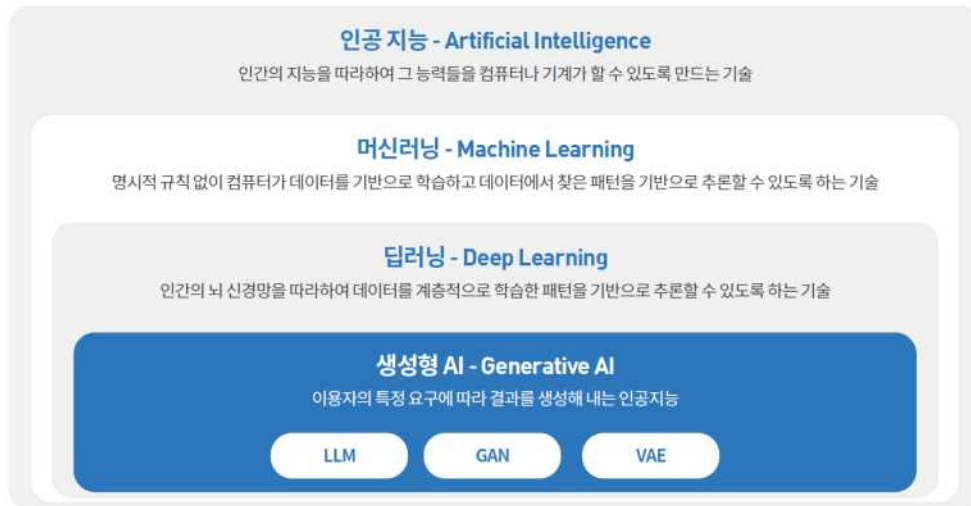 인공 지능 - Artificial Intelligence
인간의 지능을 따라하여 그 능력들을 컴퓨터나 기계가 할 수 있도록 만드는 기술
머신러닝 - Machine Learning
명시적 규칙 없이 컴퓨터가 데이터를 기반으로 학습하고 데이터에서 찾은 패턴을 기반으로 추론할 수 있도록 하는 기술
딥러닝 - Deep Learning
인간의 뇌 신경망을 따라하여 데이터를 계층적으로 학습한 패턴을 기반으로 추론할 수 있도록 하는 기술
생성형 AI - Generative AI
이용자의 특정 요구에 따라 결과를 생성해 내는 인공지능
LLM GAN VAE